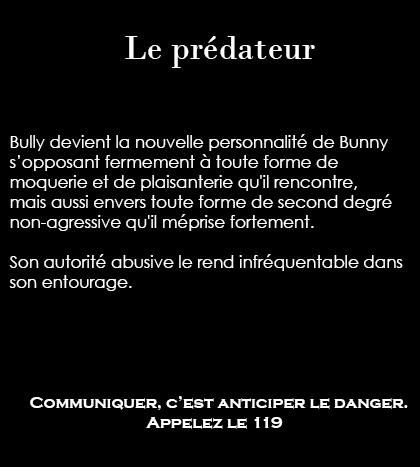 Le prédateur
Bully devient la nouvelle personnalité de Bunny
s’opposant fermement à toute forme de
moquerie et de plaisanterie qu'il rencontre,
mais aussi envers toute forme de second degré
non-agressive qu'il méprise fortement.
Son autorité abusive le rend infréquentable dans
son entourage.
Communiquer, c’est anticiper le danger.
Appelez le 119